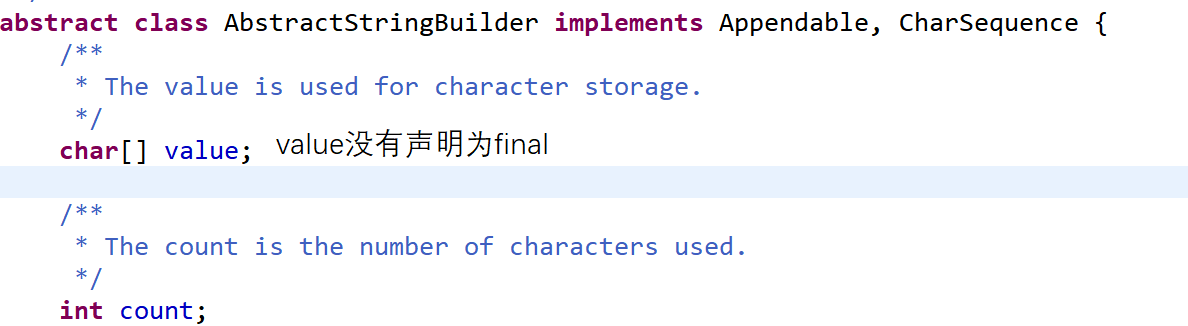 abstract class AbstractStringBuilder implements Appendable, CharSequence {
/**
* The value is used for character storage.
*/
char[] value; value没有声明为final
/**
* The count is the number of characters used.
*/
int count;